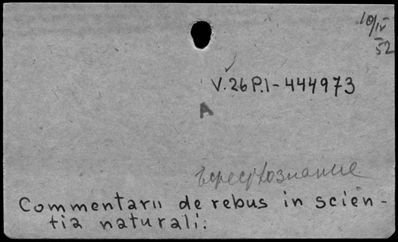 10/IV
52
V.26P.1-444973
A
Commentarii de rebus in scien-
tia naturali.